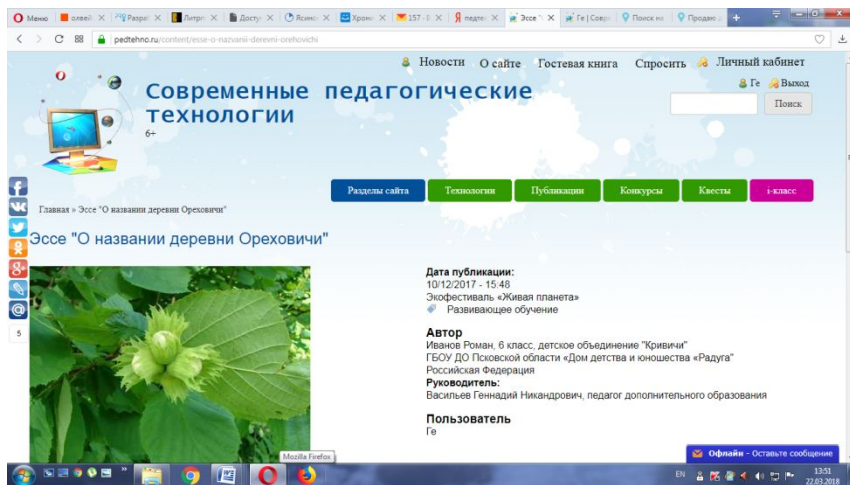 Меню
pedtehno.ru/content/esse-o-nazvanii-derevni-orehovichi
Новости О сайте Гостевая книга Спросить Личный кабинет
Ге Выход
Современные педагогические
технологии
6+
Поиск
Разделы сайта Технологии Публикации Конкурсы Квесты i-класс
Главная » Эссе "О названии деревни Ореховичи"
Эссе "О названии деревни Ореховичи"
Дата публикации:
10/12/2017 - 15:48
Экофестиваль «Живая планета»
Развивающее обучение
5
Автор
Иванов Роман, 6 класс, детское объединение "Кривичи"
ГБОУ ДО Псковской области «Дом детства и юношества «Радуга"
Российская Федерация
Руководитель:
Васильев Геннадий Никандрович, педагог дополнительного образования
Пользователь
Ге
Mozilla Firefox
Офлайн - Оставьте сообщение
EN
13:51
22.03.2018